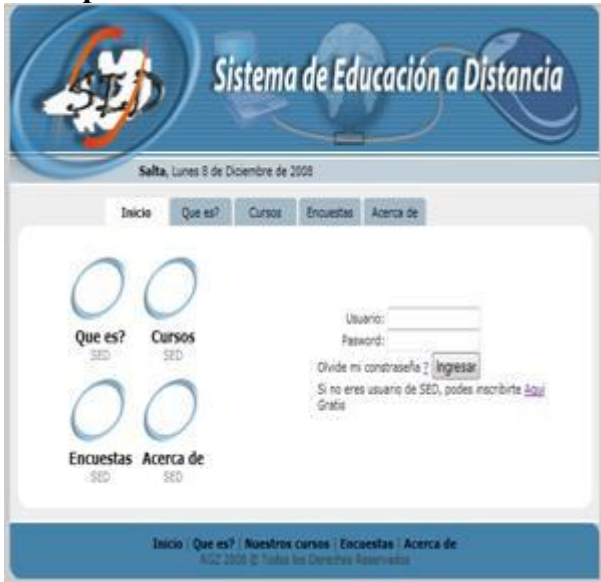 SED
Sistema de Educación a Distancia
Salta, Lunes 8 de Diciembre de 2008
Inicio Que es? Cursos Encuestas Acerca de
Que es? Cursos
SED SED
Encuestas Acerca de
SED SED
Usuario:
Password:
Olvide mi constraseña ? Ingresar
Si no eres usuario de SED, podes inscribirte Aqui
Gratis
Inicio | Que es? | Nuestros cursos | Encuestas | Acerca de
2008 © Todos los Derechos Reservados